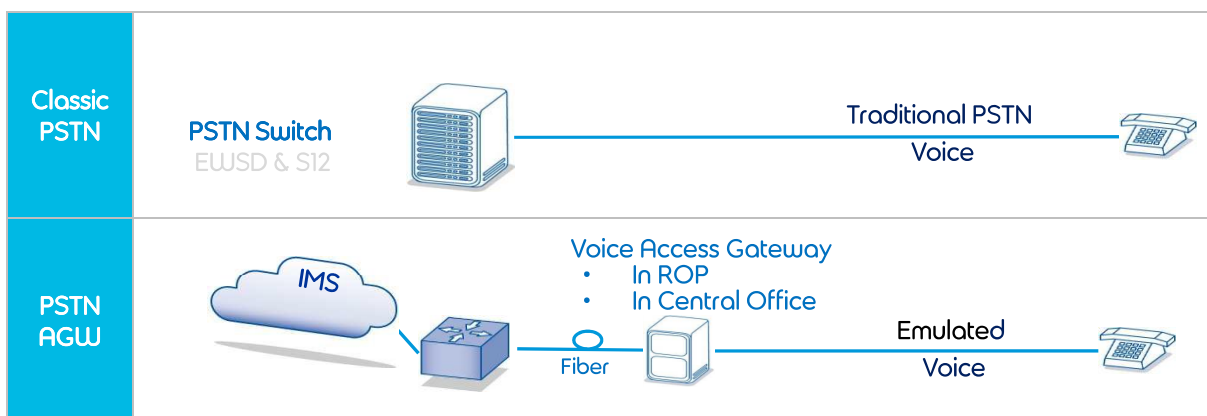 Classic
PSTN
PSTN Switch
EWSD & S12
Traditional PSTN
Voice
PSTN
AGW
IMS
Voice Access Gateway
• In ROP
• In Central Office
Fiber
Emulated
Voice